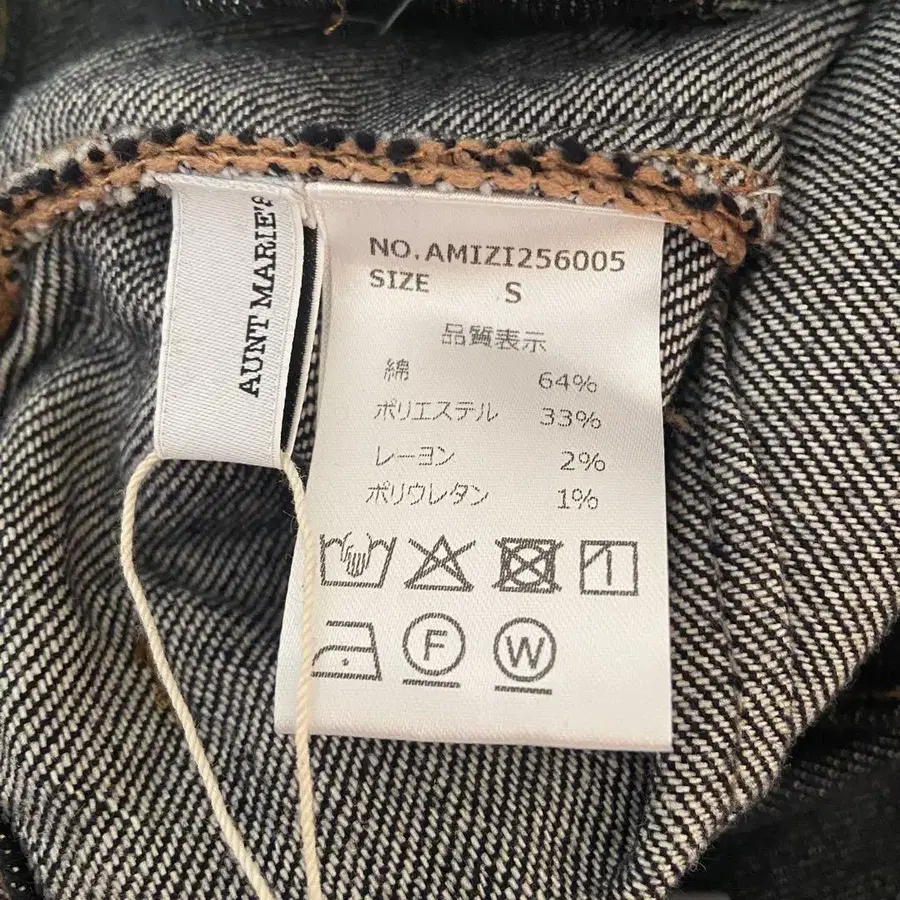 AUNT MARIE'S
NO.AMIZI256005
SIZE S
品質表示
綿 64%
ポリエステル 33%
レーヨン 2%
ポリウレタン 1%
F
W